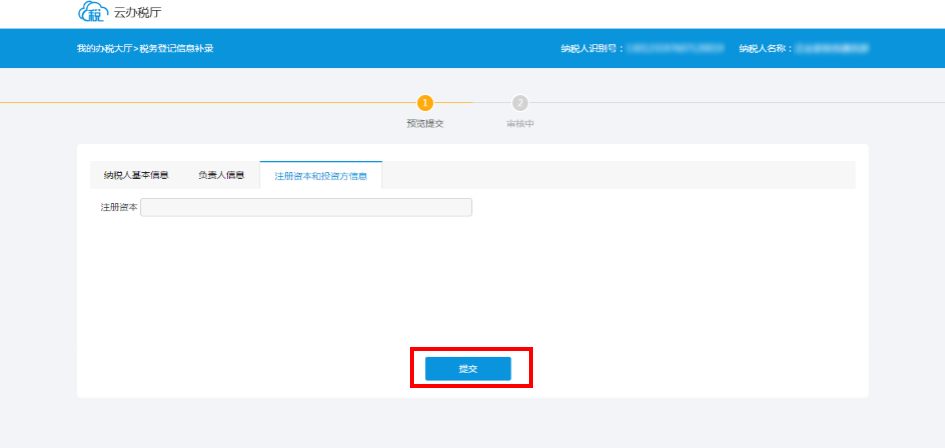 税 云办税厅
我的办税大厅>税务登记信息补录 纳税人识别号： 纳税人名称：
1 2
预览提交 审核中
纳税人基本信息 负责人信息 注册资本和投资方信息
注册资本
提交